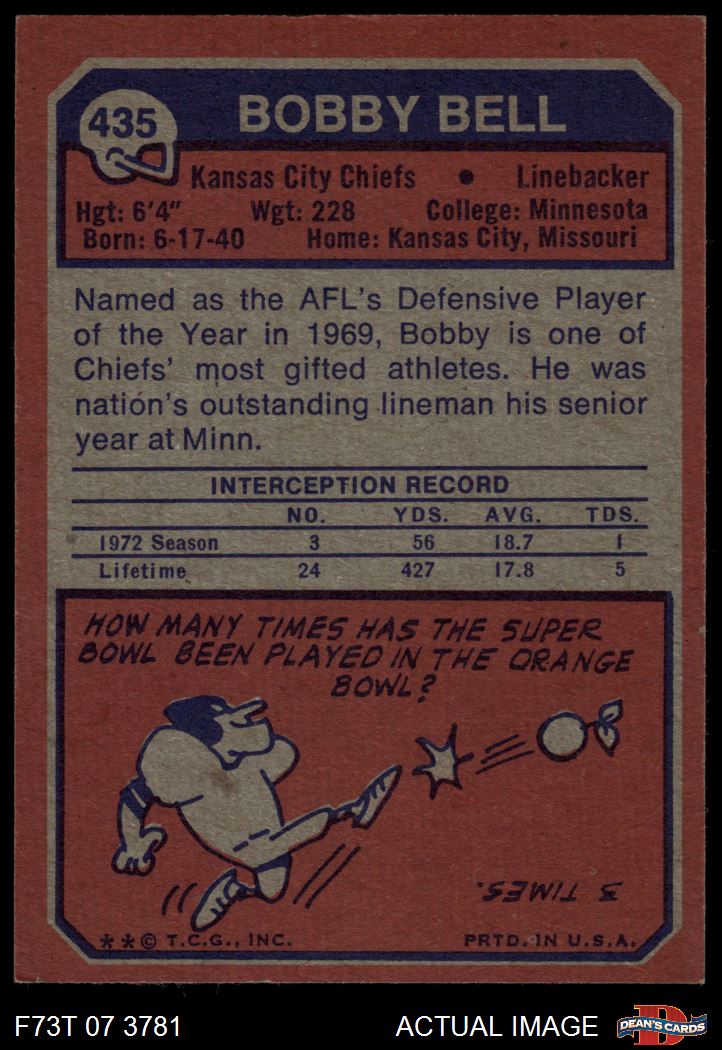 435
BOBBY BELL
Kansas City Chiefs • Linebacker
Hgt: 6'4" Wgt: 228 College: Minnesota
Born: 6-17-40 Home: Kansas City, Missouri
Named as the AFL's Defensive Player
of the Year in 1969, Bobby is one of
Chiefs' most gifted athletes. He was
nation's outstanding lineman his senior
year at Minn.
INTERCEPTION RECORD
NO. YDS. AVG. TDS.
1972 Season 3 56 18.7 1
Lifetime 24 427 17.8 5
HOW MANY TIMES HAS THE SUPER
BOWL BEEN PLAYED IN THE ORANGE
BOWL?
3 TIMES.
**© T.C.G., INC. PRTD. IN U.S.A.
F73T 07 3781 ACTUAL IMAGE
D
DEAN'S CARDS